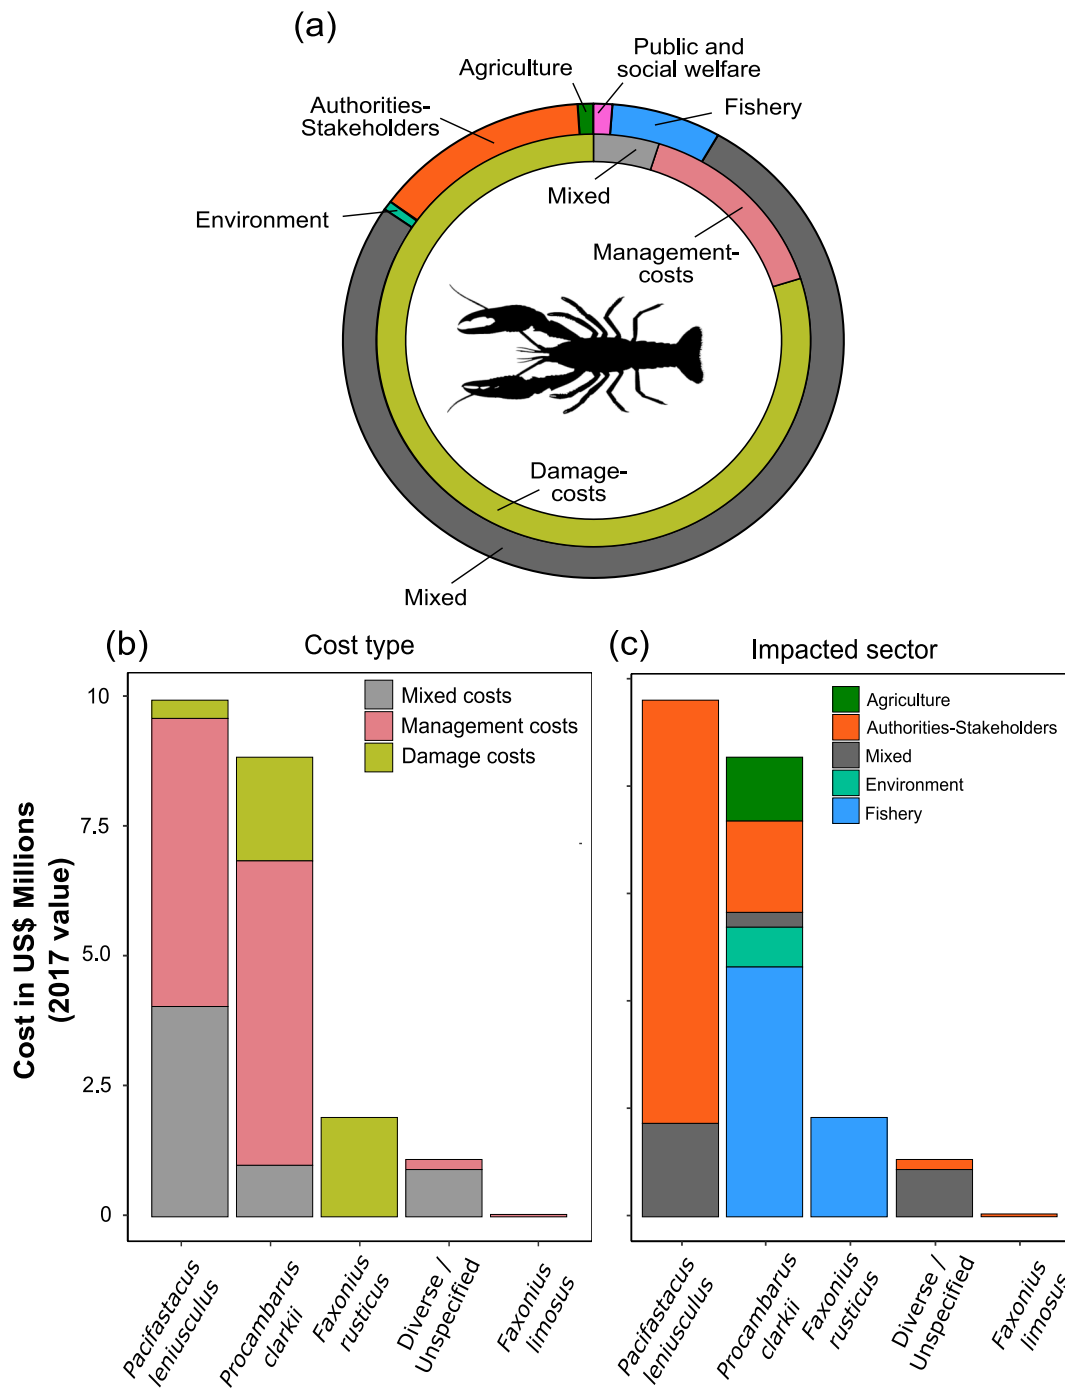 (a)
Public and
social welfare
Agriculture
Fishery
Authorities-
Stakeholders
Mixed
Environment
Management-
costs
Damage-
costs
Mixed
(b)
Cost type
Mixed costs
Management costs
Damage costs
Cost in US$ Millions
(2017 value)
10
7.5
5.0
2.5
0
Pacifastacus
leniusculus
Procambarus
clarkii
Faxonius
rusticus
Diverse /
Unspecified
Faxonius
limosus
(c)
Impacted sector
Agriculture
Authorities-Stakeholders
Mixed
Environment
Fishery
Pacifastacus
leniusculus
Procambarus
clarkii
Faxonius
rusticus
Diverse /
Unspecified
Faxonius
limosus